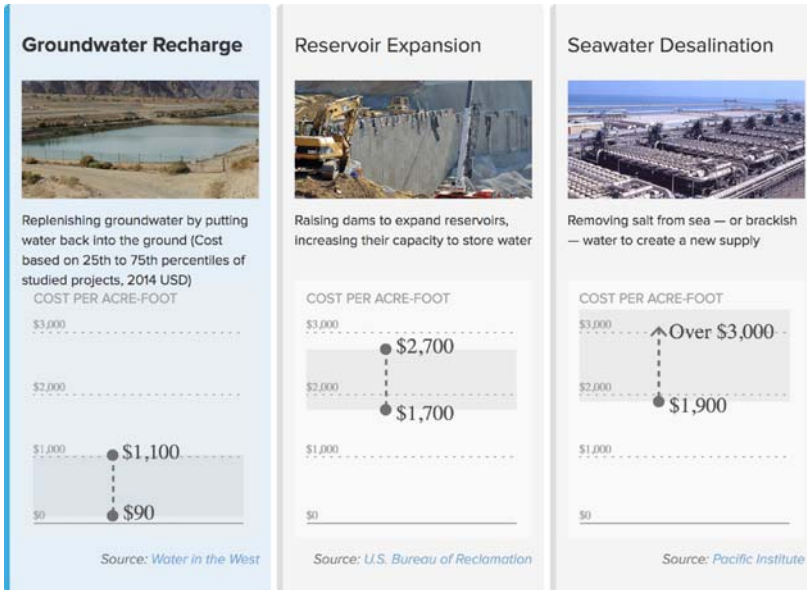 Groundwater Recharge
Replenishing groundwater by putting
water back into the ground (Cost
based on 25th to 75th percentiles of
studied projects, 2014 USD)
COST PER ACRE-FOOT
$3,000
$2,000
$1,000
$1,100
$0
$90
Source: Water in the West
Reservoir Expansion
Raising dams to expand reservoirs,
increasing their capacity to store water
COST PER ACRE-FOOT
$3,000
$2,700
$2,000
$1,700
$1,000
$0
Source: U.S. Bureau of Reclamation
Seawater Desalination
Removing salt from sea — or brackish
— water to create a new supply
COST PER ACRE-FOOT
$3,000
Over $3,000
$2,000
$1,900
$1,000
$0
Source: Pacific Institute